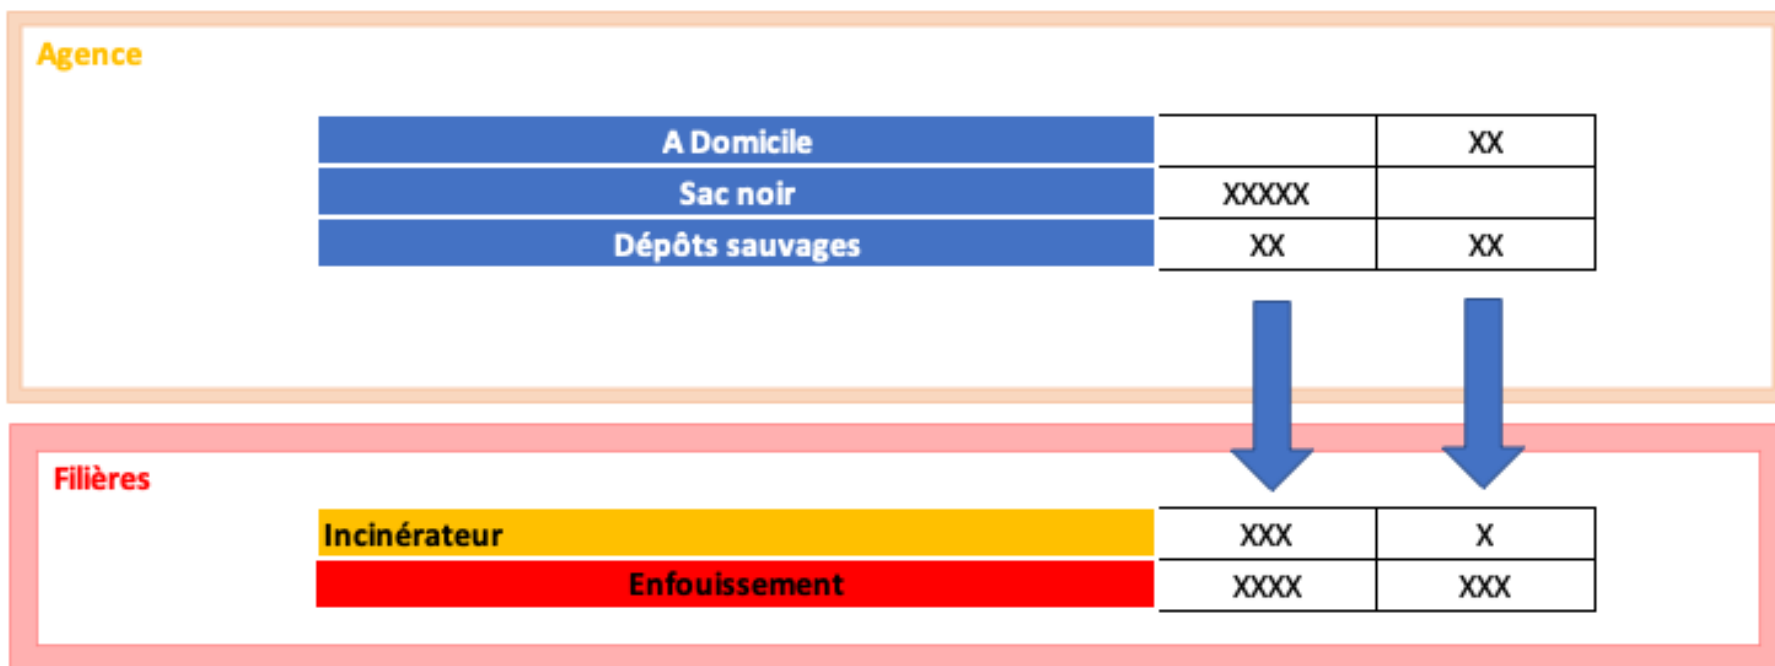 Agence
A Domicile XX
Sac noir XXXXX
Dépôts sauvages XX XX
Filières
Incinérateur XXX X
Enfouissement XXXX XXX